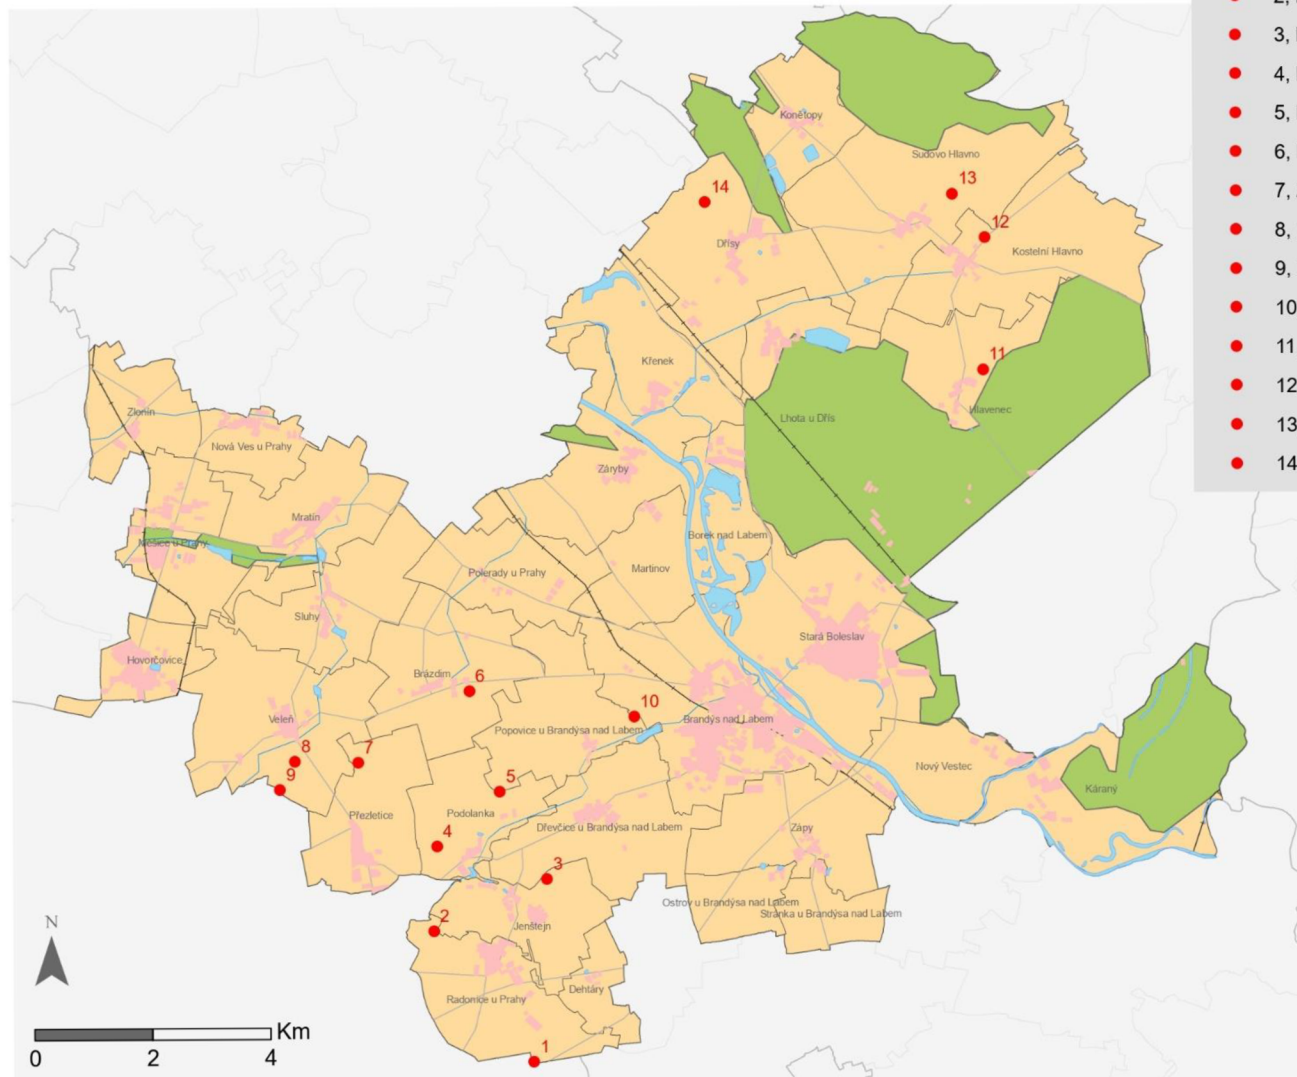 3,
4,
5,
6,
7,
8,
9,
10
11
12
13
14
Konětopy
Sudovo Hlavno
13
14
12
Dřísy
Kostelní Hlavno
Křenek
11
Hlavenec
Lhota u Dřís
Zlonín
Nová Ves u Prahy
Záryby
Mratín
Borek nad Labem
Měšice u Prahy
Polerady u Prahy
Martinov
Sluhy
Stará Boleslav
Hovorčovice
Brázdim
6
10
Veleň
Popovice u Brandýsa nad Labem
Brandýs nad Labem
8
7
9
5
Nový Vestec
Káraný
Přezletice
Podolanka
Dřevčice u Brandýsa nad Labem
Zápy
4
3
Ostrov u Brandýsa nad Labem
Stránka u Brandýsa nad Labem
2
Jenštejn
N
Dehtáry
Radonice u Prahy
1
Km
0 2 4